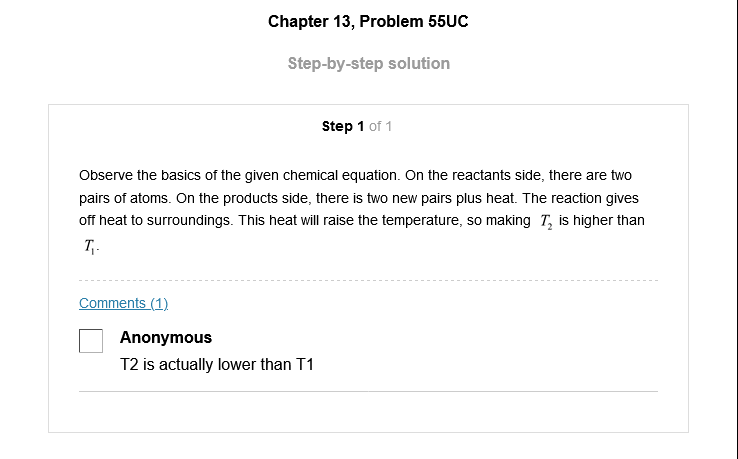 Chapter 13, Problem 55UC
Step-by-step solution
Step 1 of 1
Observe the basics of the given chemical equation. On the reactants side, there are two
pairs of atoms. On the products side, there is two new pairs plus heat. The reaction gives
off heat to surroundings. This heat will raise the temperature, so making T₂ is higher than
T₁.
Comments (1)
Anonymous
T2 is actually lower than T1